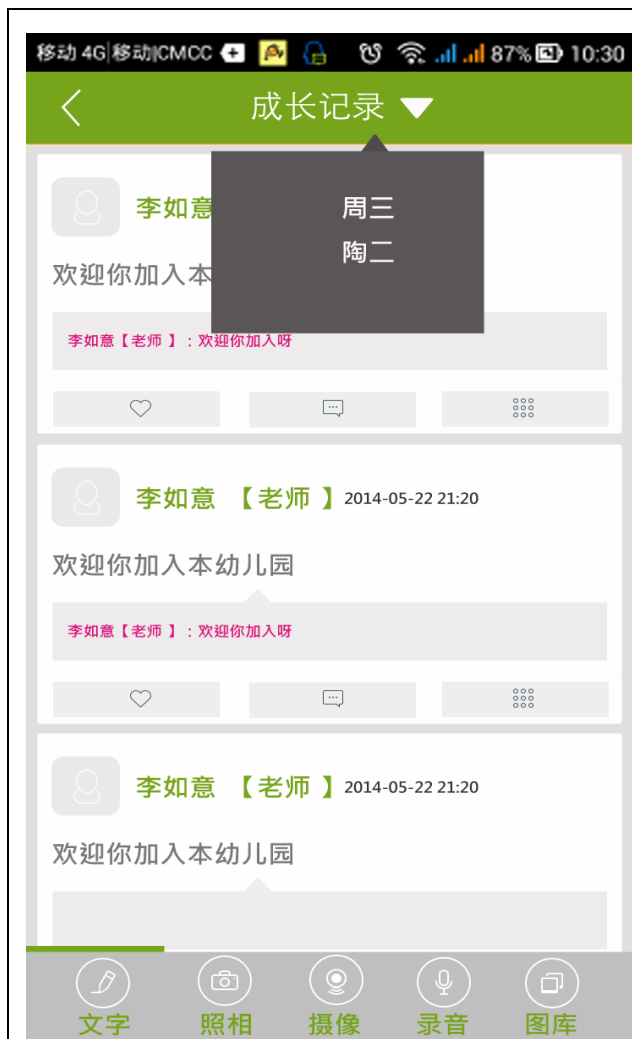 移动 4G|移动|CMCC 87% 10:30
成长记录
周三
陶二
李如意
欢迎你加入本
李如意【老师 】：欢迎你加入呀
李如意 【老师 】2014-05-22 21:20
欢迎你加入本幼儿园
李如意【老师 】：欢迎你加入呀
李如意 【老师 】2014-05-22 21:20
欢迎你加入本幼儿园
文字 照相 摄像 录音 图库